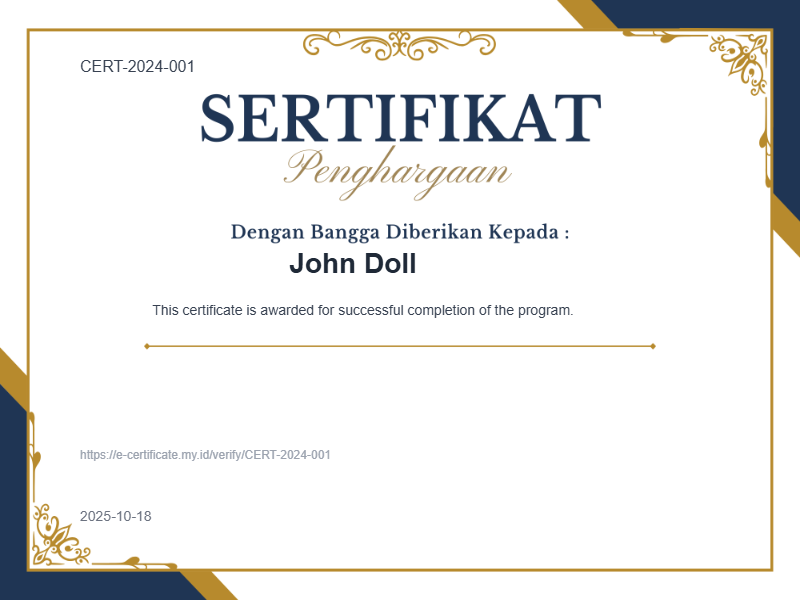 CERT-2024-001
SERTIFIKAT
Penghargaan
Dengan Bangga Diberikan Kepada :
John Doll
This certificate is awarded for successful completion of the program.
https://e-certificate.my.id/verify/CERT-2024-001
2025-10-18